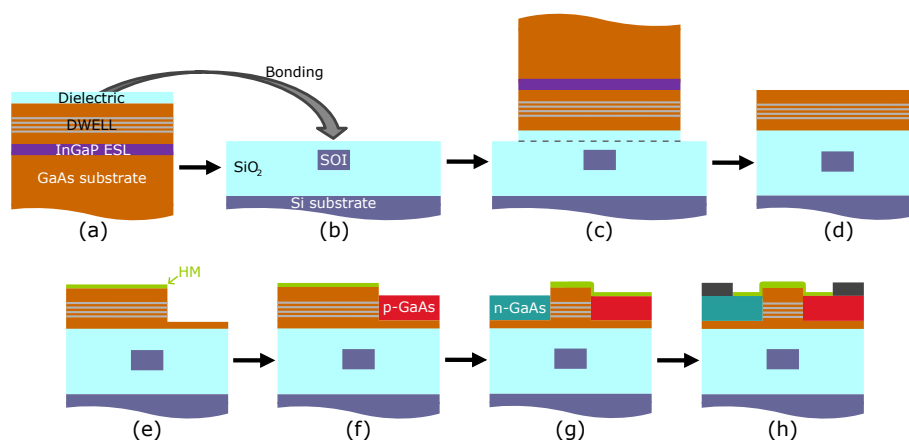 Bonding
Dielectric
DWELL
InGaP ESL
GaAs substrate
SiO2
SOI
Si substrate
(a)
(b)
(c)
(d)
HM
p-GaAs
n-GaAs
(e)
(f)
(g)
(h)